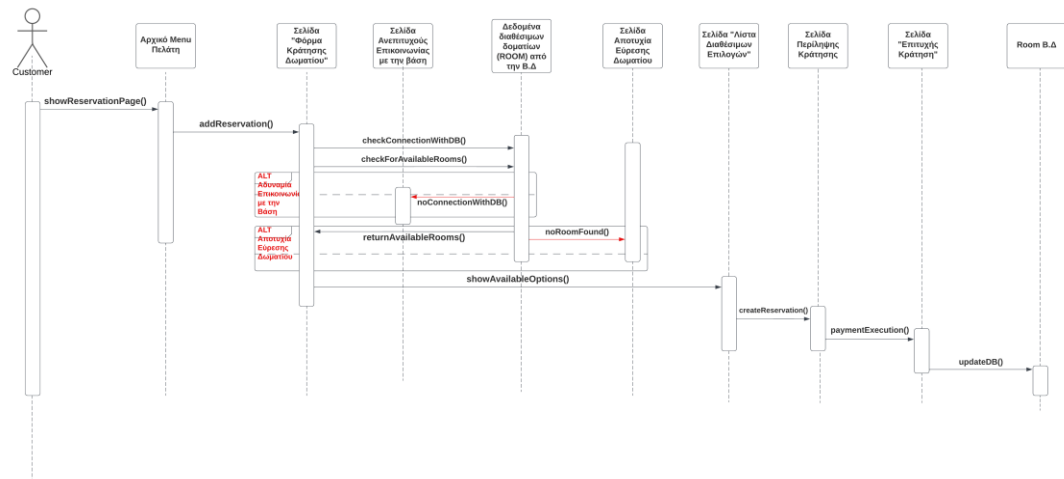 Customer
Αρχικό Menu
Πελάτη
Σελίδα
"Φόρμα
Κράτησης
Δωματίου"
Σελίδα
Ανεπιτυχούς
Επικοινωνίας
με την βάση
Δεδομένα
διαθέσιμων
δοματίων
(ROOM) από
την Β.Δ
Σελίδα
Αποτυχία
Εύρεσης
Δωματίου
Σελίδα "Λίστα
Διαθέσιμων
Επιλογών"
Σελίδα
Περίληψης
Κράτησης
Σελίδα
"Επιτυχής
Κράτηση"
Room Β.Δ
showReservationPage()
addReservation()
checkConnectionWithDB()
checkForAvailableRooms()
ALT
Αδυναμία
Επικοινωνίας
με την
Βάση
noConnectionWithDB()
ALT
Αποτυχία
Εύρεσης
Δωματίου
returnAvailableRooms()
noRoomFound()
showAvailableOptions()
createReservation()
paymentExecution()
updateDB()